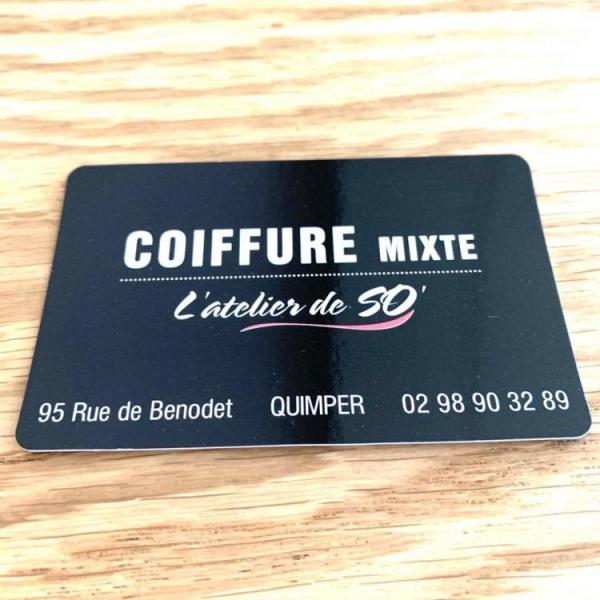 COIFFURE MIXTE
L'atelier de SO'
95 Rue de Benodet QUIMPER 02 98 90 32 89